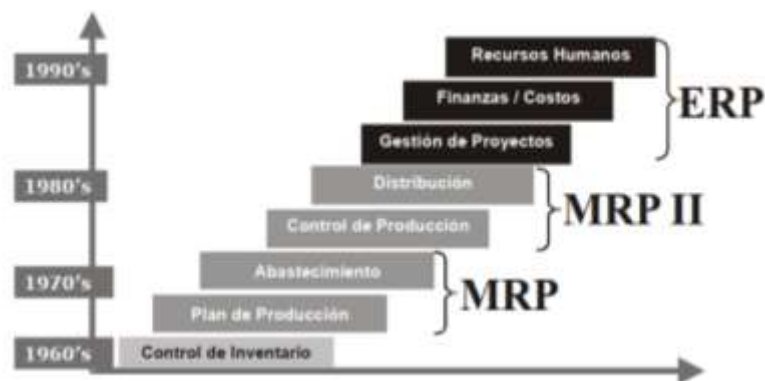 1990's
Recursos Humanos
Finanzas / Costos
Gestión de Proyectos
ERP
1980's
Distribución
Control de Producción
MRP II
1970's
Abastecimiento
Plan de Producción
MRP
1960's
Control de Inventario